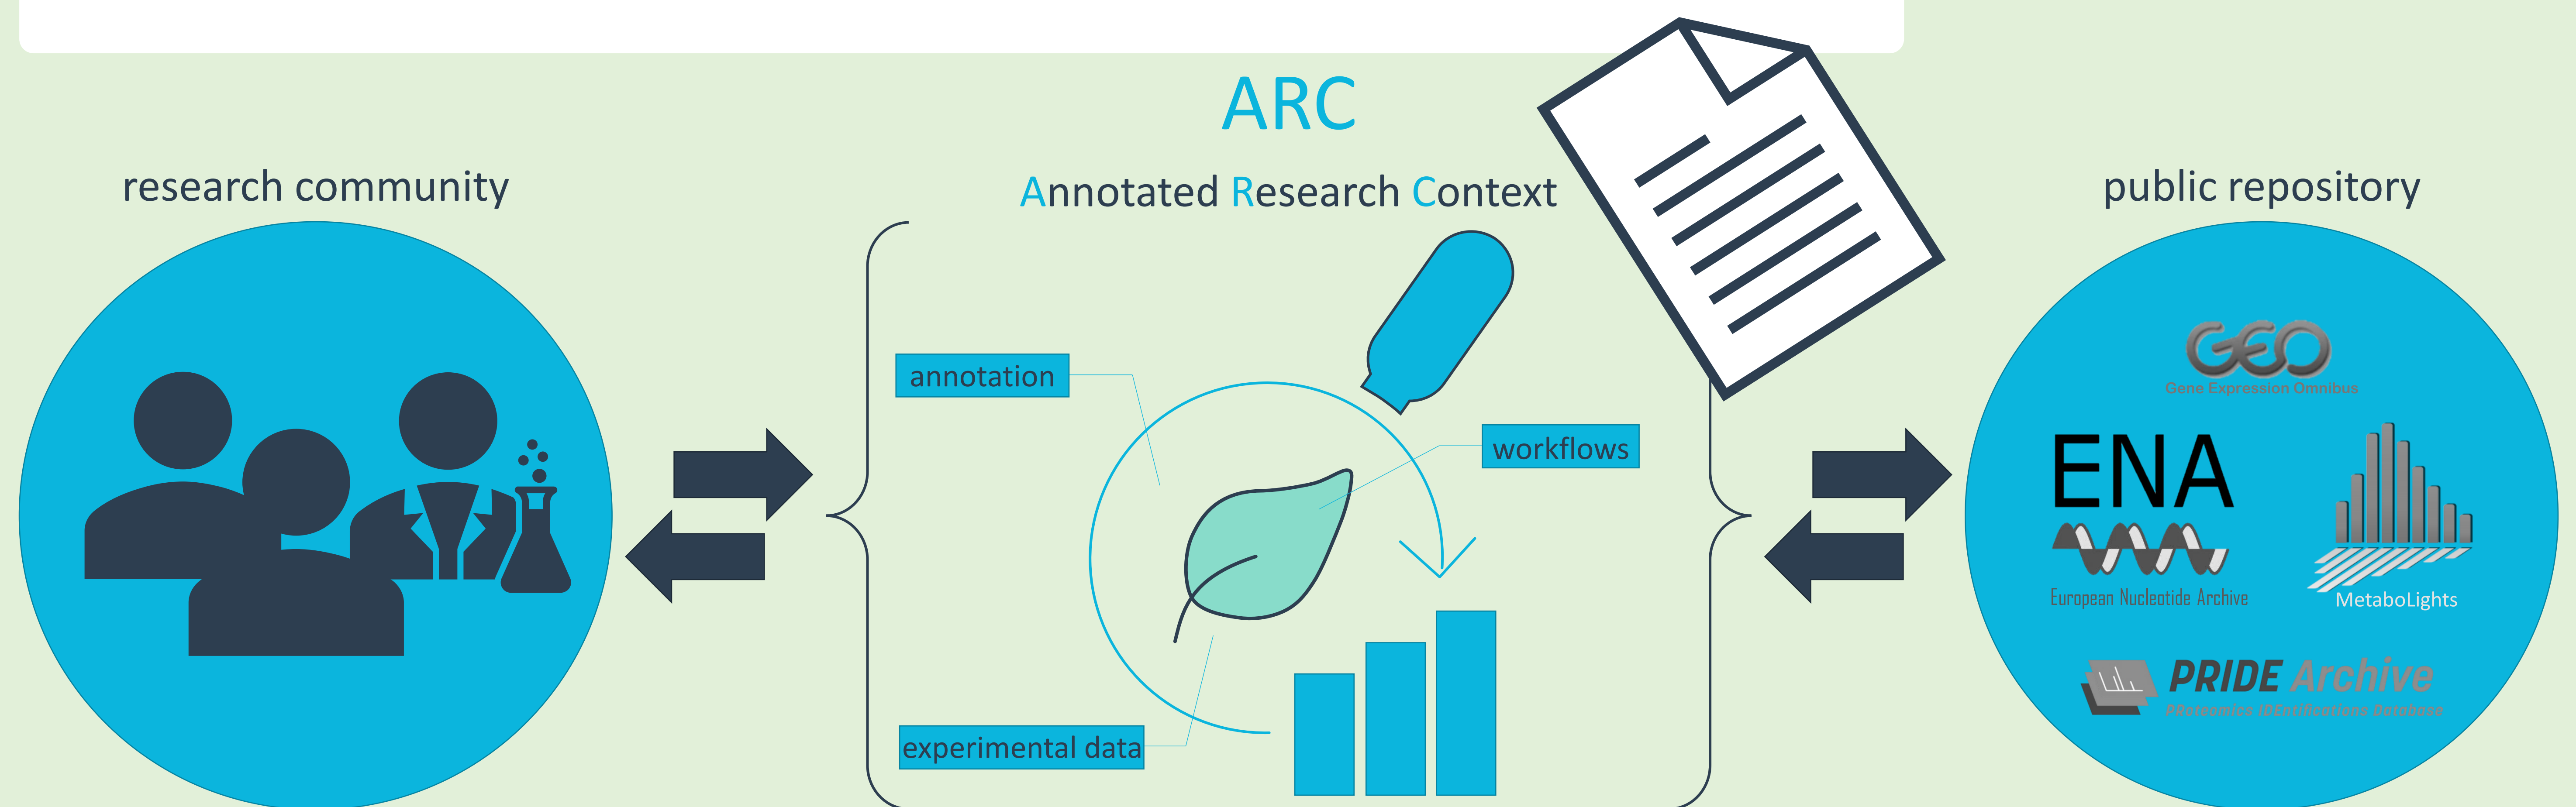 ARC
Annotated Research Context
research community
public repository
annotation
workflows
experimental data
GEO
Gene Expression Omnibus
ENA
European Nucleotide Archive
MetaboLights
PRIDE Archive
PRoteomics IDEntifications Database